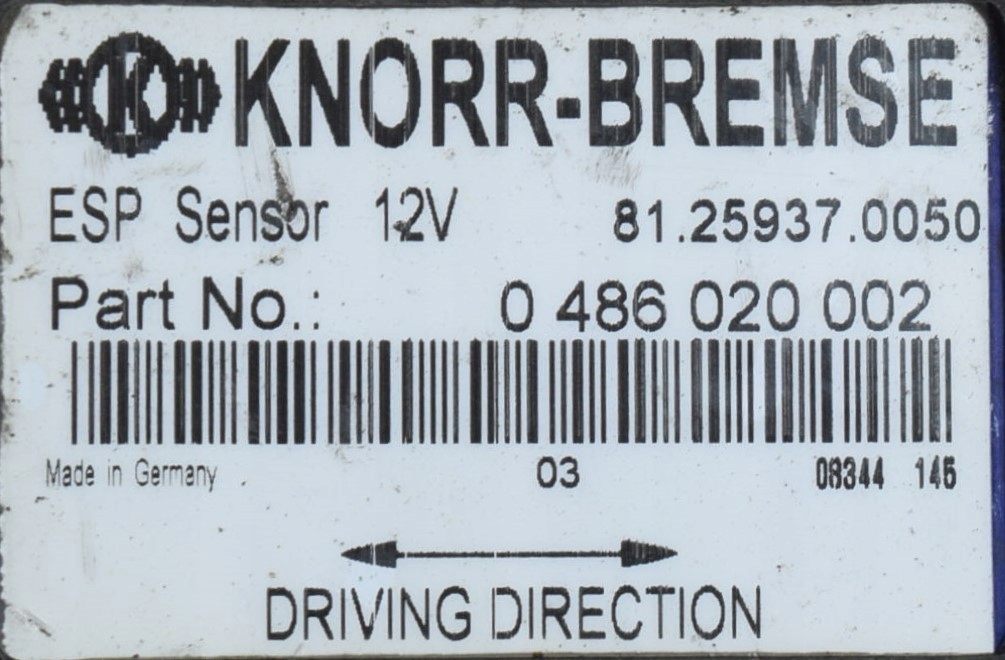 KNORR-BREMSE
ESP Sensor 12V 81.25937.0050
Part No.: 0 486 020 002
Made in Germany 03 08344 145
DRIVING DIRECTION